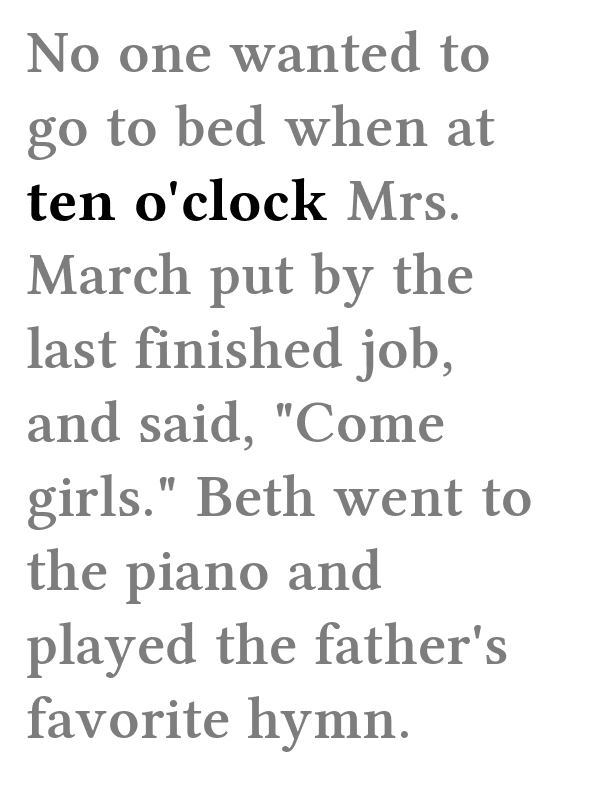 No one wanted to
go to bed when at
ten o'clock Mrs.
March put by the
last finished job,
and said, "Come
girls." Beth went to
the piano and
played the father's
favorite hymn.